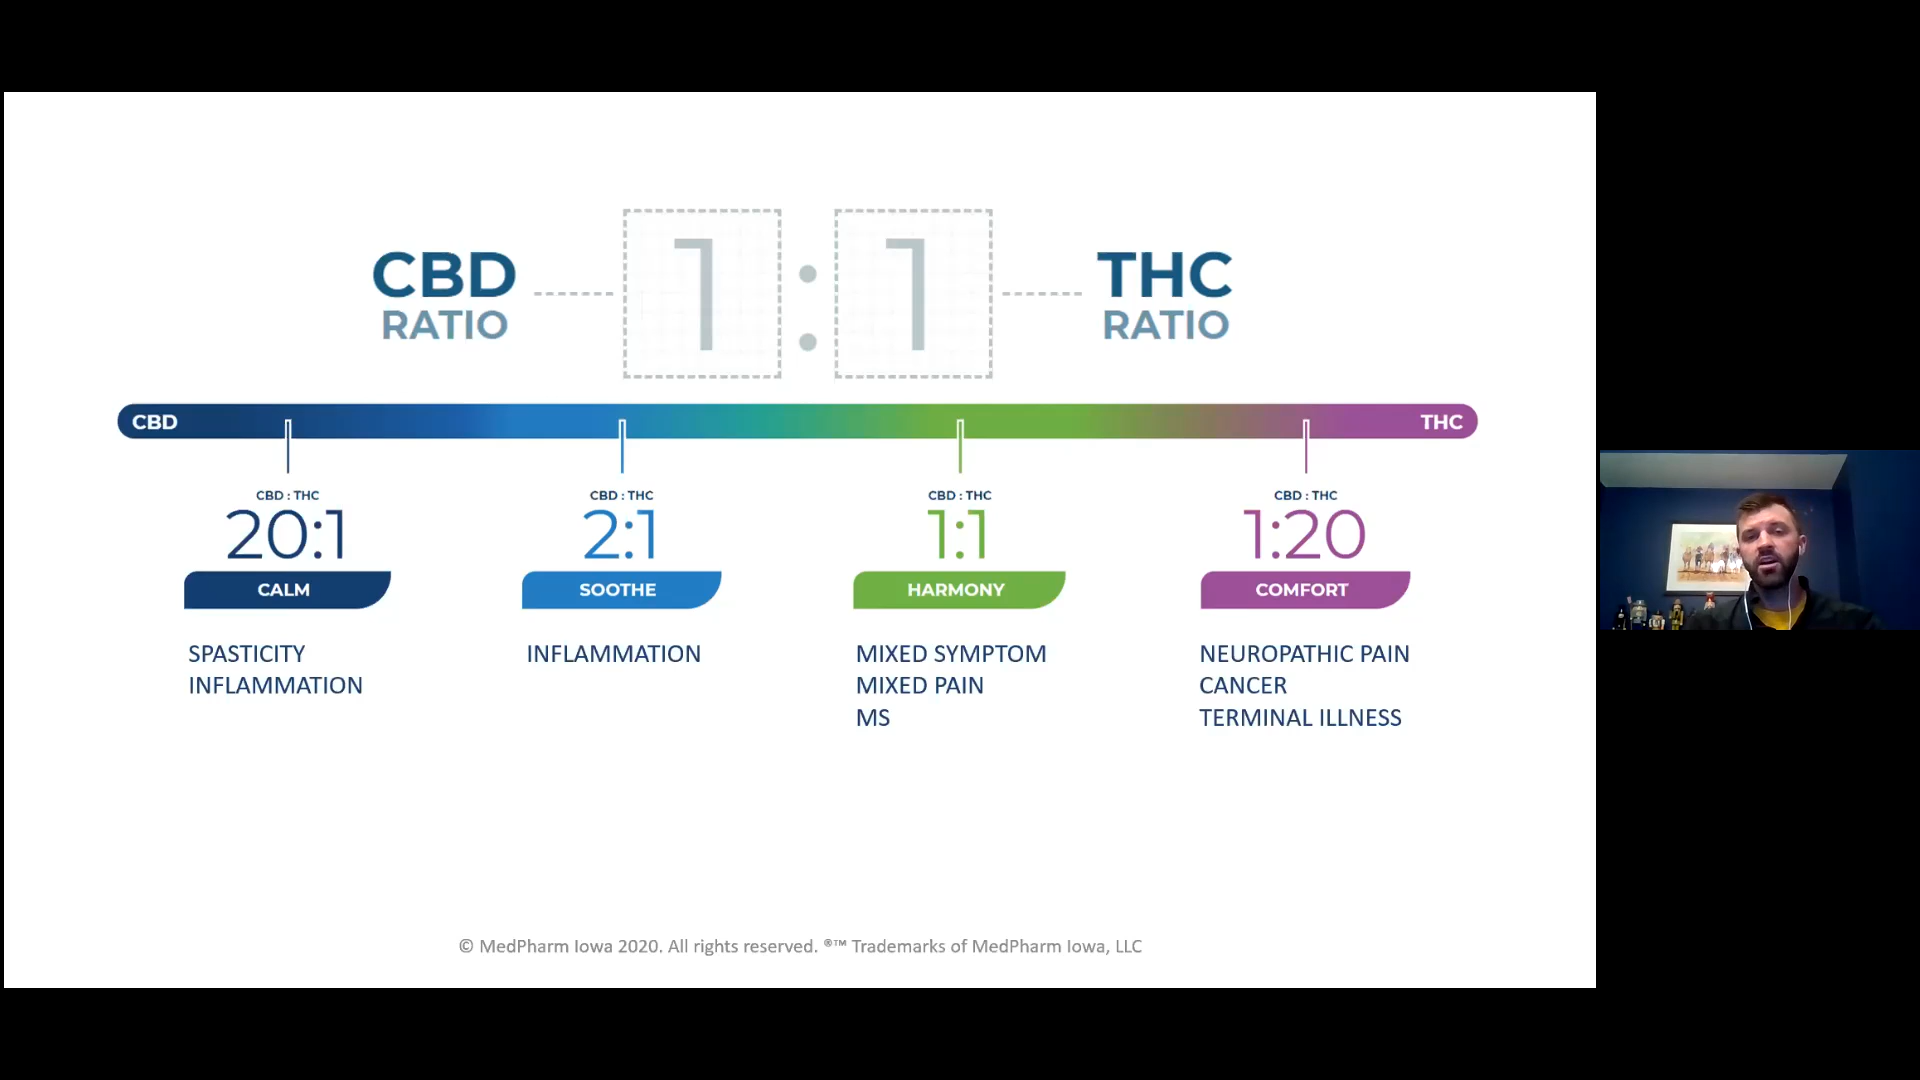 CBD
RATIO
1 : 1
THC
RATIO
CBD
THC
CBD : THC
20:1
CALM
SPASTICITY
INFLAMMATION
CBD : THC
2:1
SOOTHE
INFLAMMATION
CBD : THC
1:1
HARMONY
MIXED SYMPTOM
MIXED PAIN
MS
CBD : THC
1:20
COMFORT
NEUROPATHIC PAIN
CANCER
TERMINAL ILLNESS
© MedPharm Iowa 2020. All rights reserved. ®™ Trademarks of MedPharm Iowa, LLC